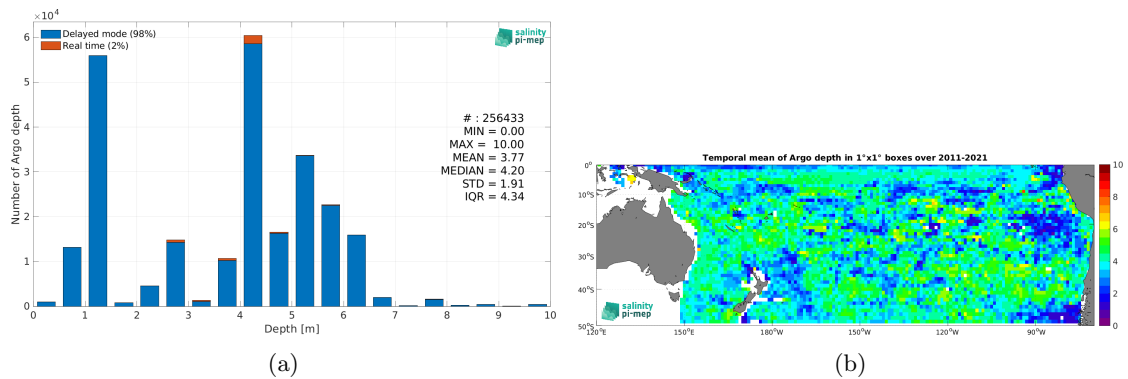 ×10⁴
Delayed mode (98%)
Real time (2%)
salinity
pi-mep
6
5
4
3
2
1
0
Number of Argo depth
# : 256433
MIN = 0.00
MAX = 10.00
MEAN = 3.77
MEDIAN = 4.20
STD = 1.91
IQR = 4.34
0 1 2 3 4 5 6 7 8 9 10
Depth [m]
(a)
Temporal mean of Argo depth in 1°x1° boxes over 2011-2021
0°
10°S
20°S
30°S
40°S
50°S
120°E 150°E 180°W 150°W 120°W 90°W
10
8
6
4
2
0
salinity
pi-mep
(b)